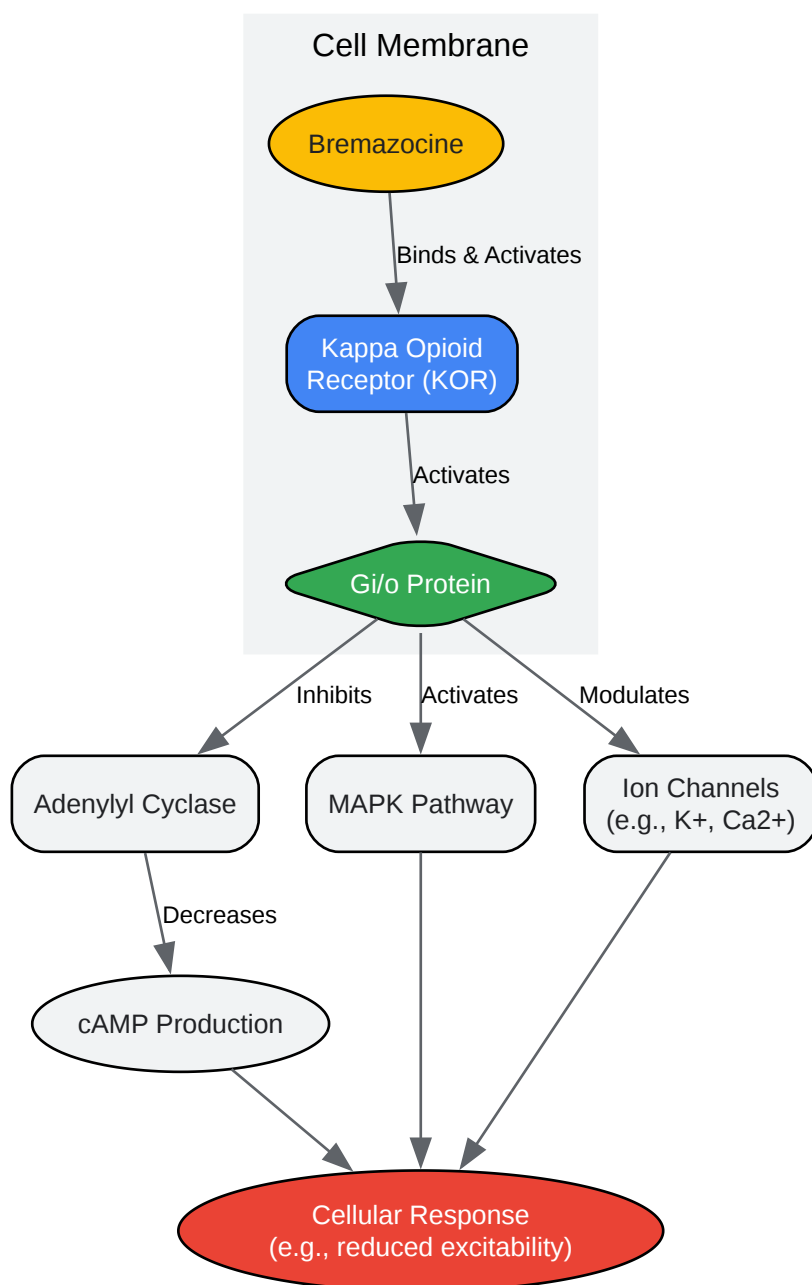 Cell Membrane
Bremazocine
Binds & Activates
Kappa Opioid
Receptor (KOR)
Activates
Gi/o Protein
Inhibits
Activates
Modulates
Adenylyl Cyclase
MAPK Pathway
Ion Channels
(e.g., K+, Ca2+)
Decreases
cAMP Production
Cellular Response
(e.g., reduced excitability)